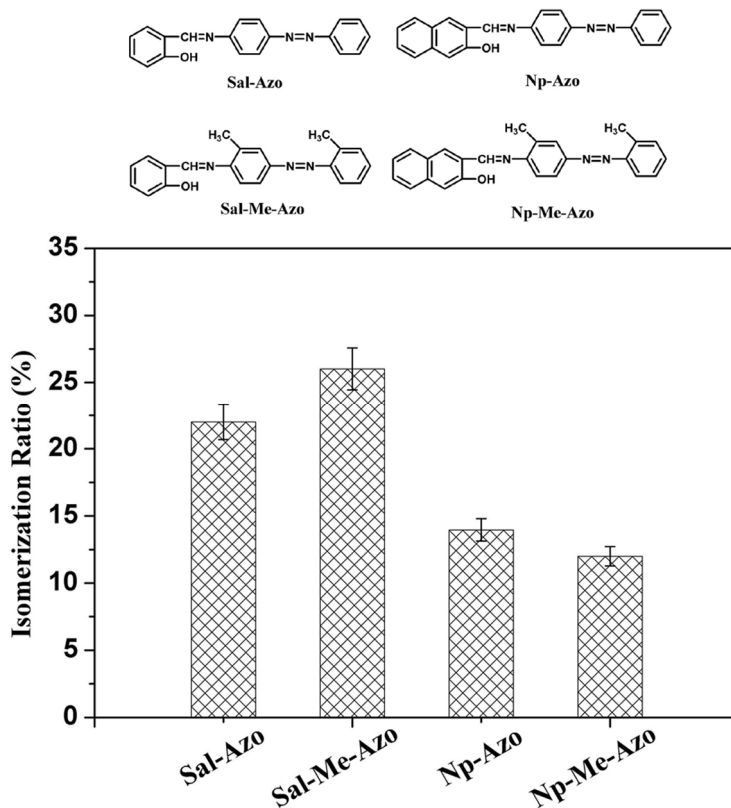 CH=N
N=N
OH
Sal-Azo
CH=N
N=N
OH
Np-Azo
H₃C
CH₃
CH=N
N=N
OH
Sal-Me-Azo
H₃C
CH₃
CH=N
N=N
OH
Np-Me-Azo
Isomerization Ratio (%)
35
30
25
20
15
10
5
0
Sal-Azo
Sal-Me-Azo
Np-Azo
Np-Me-Azo